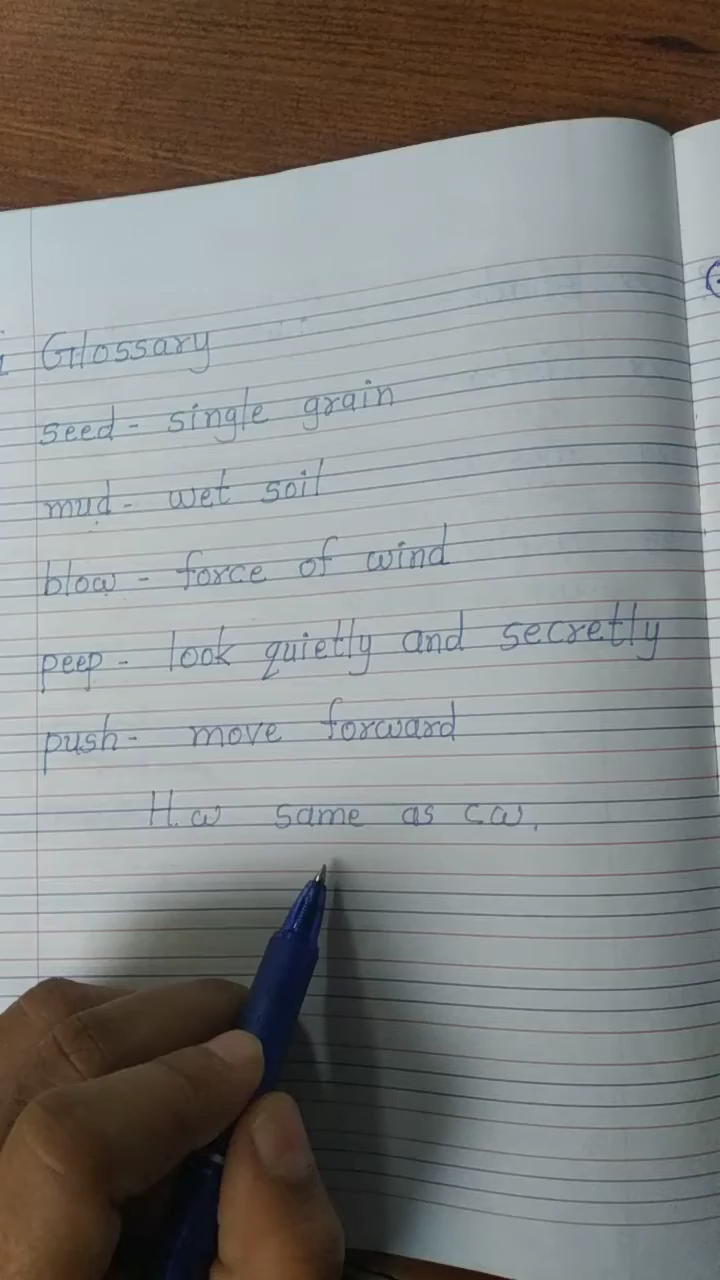 Glossary
seed - single grain
mud - wet soil
blow - force of wind
peep - look quietly and secretly
push - move forward
H.w same as cw.